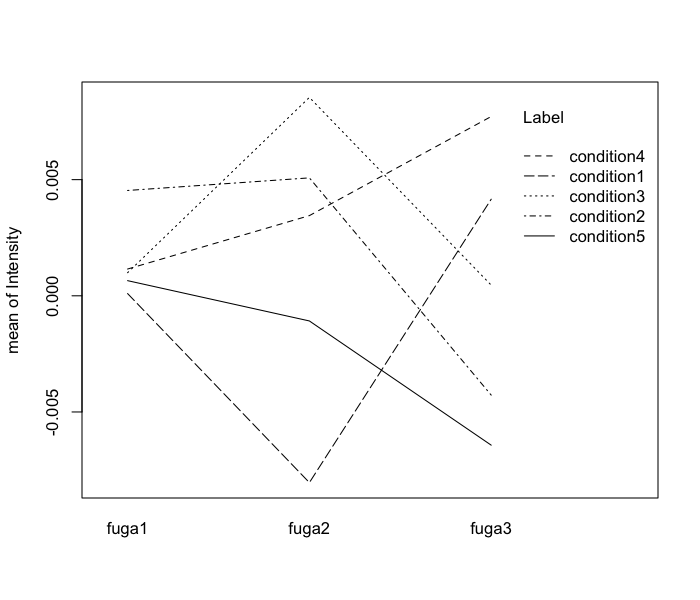 Label
condition4
condition1
condition3
condition2
condition5
mean of Intensity
0.005
0.000
-0.005
fuga1
fuga2
fuga3